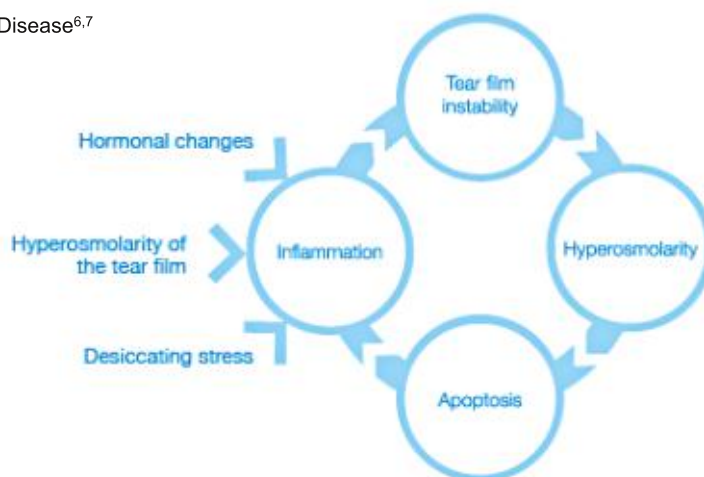 Disease6,7
Tear film
instability
Hormonal changes
Hyperosmolarity of
the tear film
Inflammation
Hyperosmolarity
Desiccating stress
Apoptosis